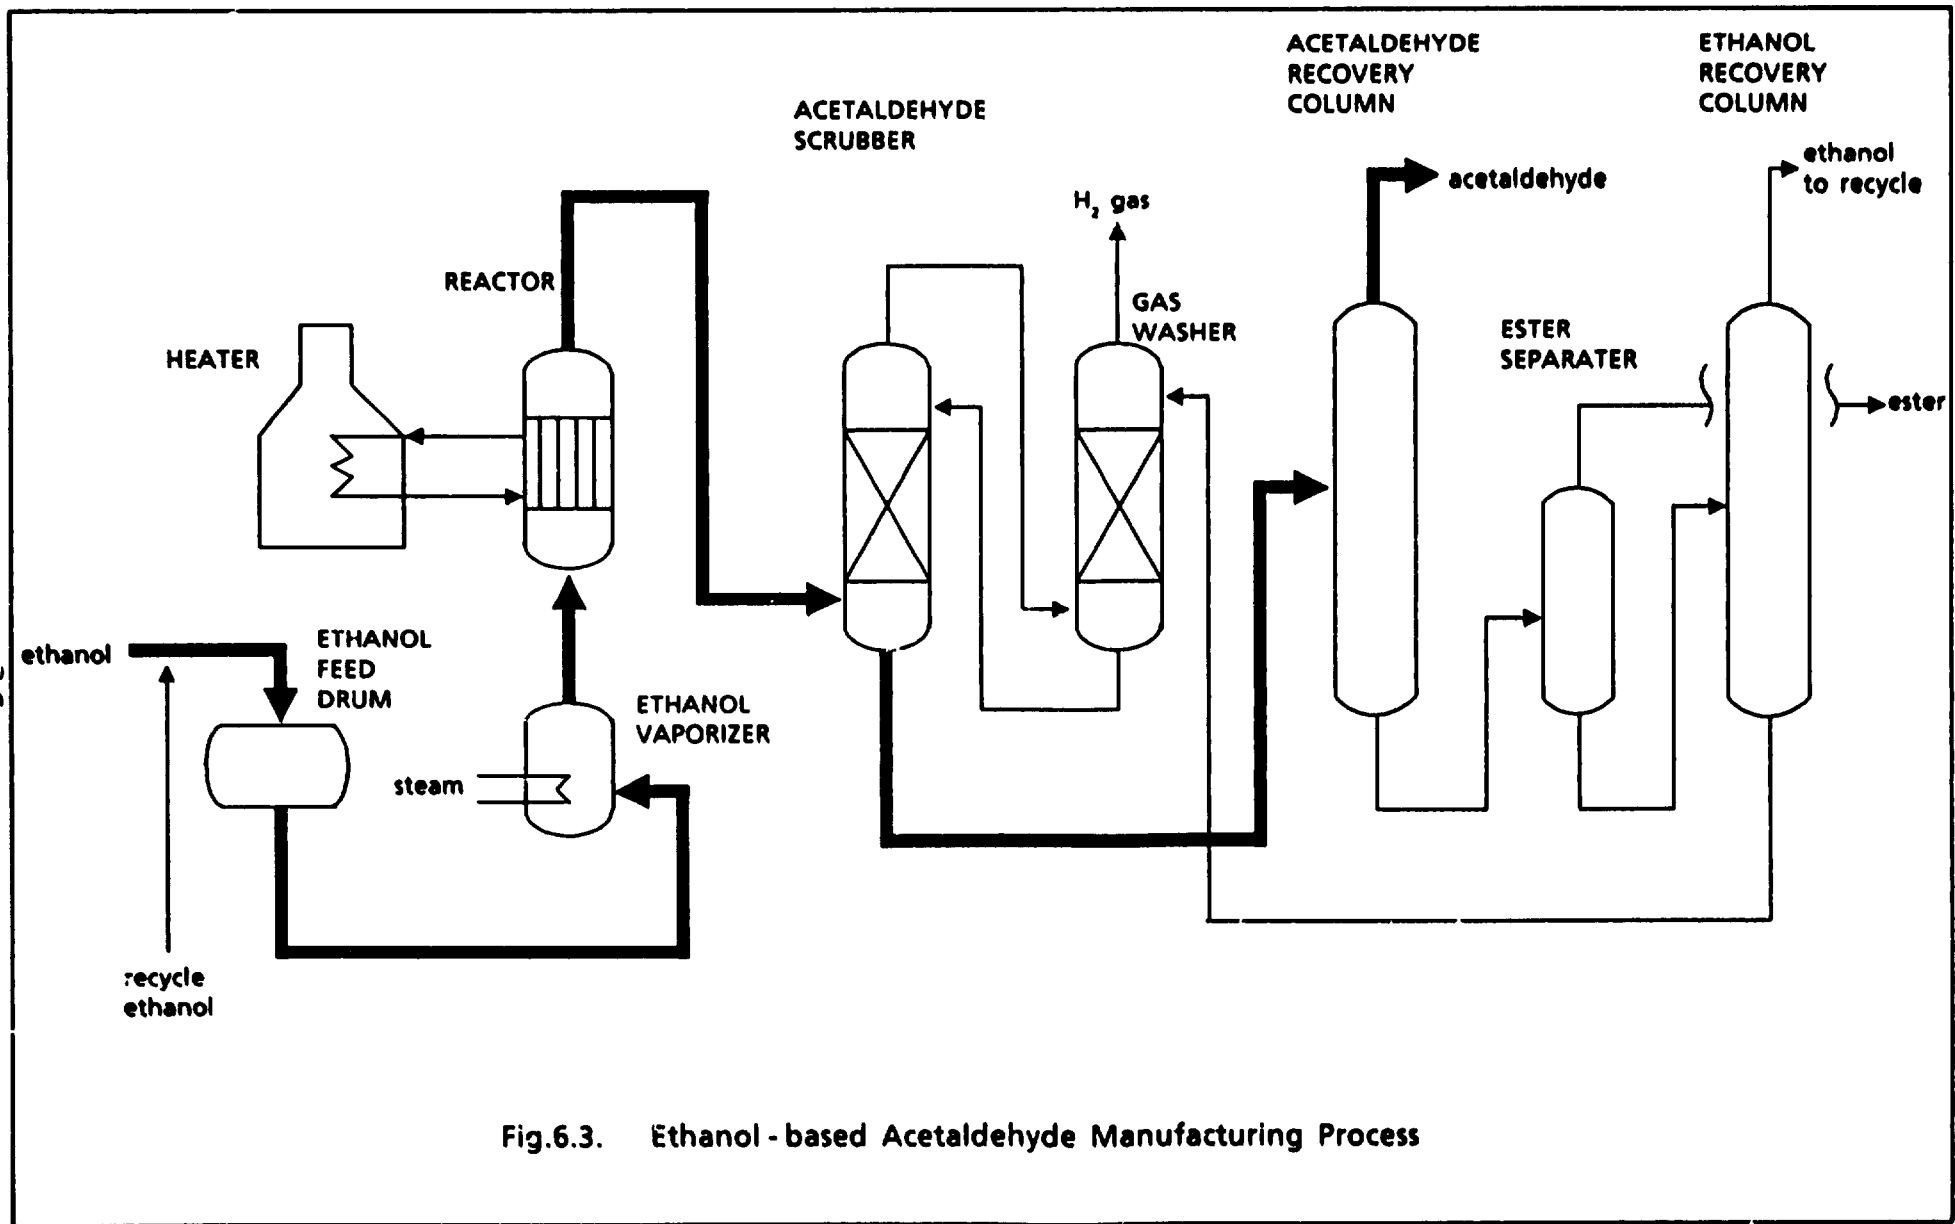 ACETALDEHYDE
RECOVERY
COLUMN
ETHANOL
RECOVERY
COLUMN
ACETALDEHYDE
SCRUBBER
ethanol
to recycle
acetaldehyde
H₂ gas
REACTOR
GAS
WASHER
ESTER
SEPARATER
HEATER
ester
ethanol
ETHANOL
FEED
DRUM
ETHANOL
VAPORIZER
steam
recycle
ethanol
Fig.6.3. Ethanol - based Acetaldehyde Manufacturing Process